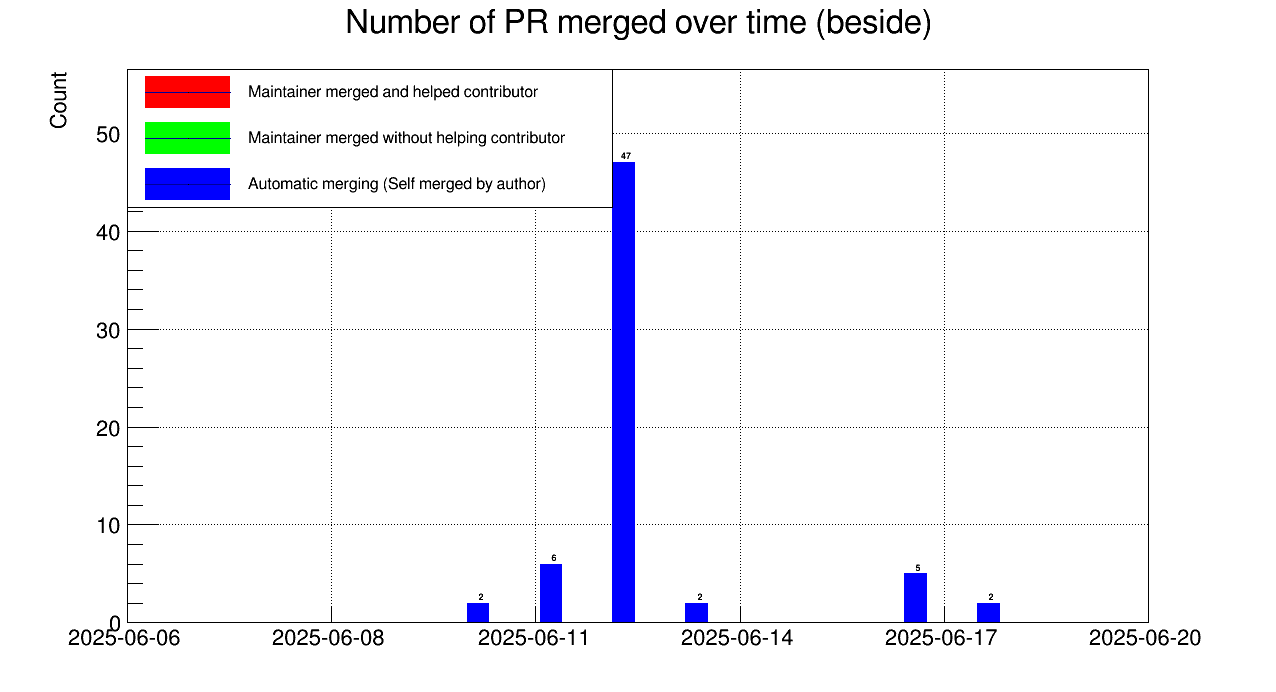 Number of PR merged over time (beside)
Count
Maintainer merged and helped contributor
Maintainer merged without helping contributor
Automatic merging (Self merged by author)
50
40
30
20
10
0
47
6
5
2
2
2
2025-06-06 2025-06-08 2025-06-11 2025-06-14 2025-06-17 2025-06-20